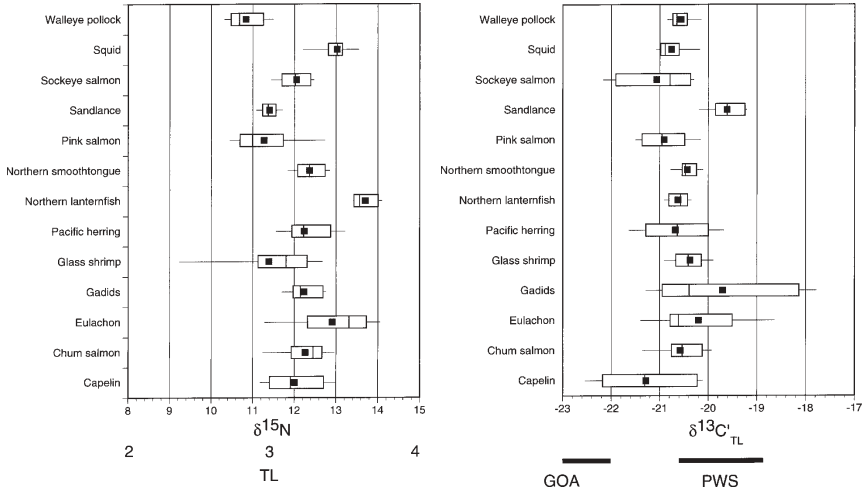 Walleye pollock
Squid
Sockeye salmon
Sandlance
Pink salmon
Northern smoothtongue
Northern lanternfish
Pacific herring
Glass shrimp
Gadids
Eulachon
Chum salmon
Capelin
8 9 10 11 12 13 14 15
δ15N
2 3 4
TL
Walleye pollock
Squid
Sockeye salmon
Sandlance
Pink salmon
Northern smoothtongue
Northern lanternfish
Pacific herring
Glass shrimp
Gadids
Eulachon
Chum salmon
Capelin
-23 -22 -21 -20 -19 -18 -17
δ13C'TL
GOA PWS